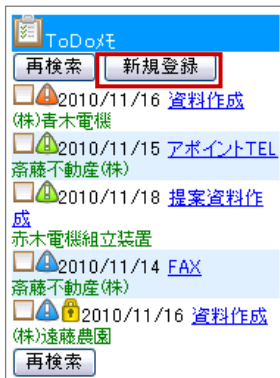 ToDoメモ
再検索 新規登録
2010/11/16 資料作成
(株)青木電機
2010/11/15 アポイントTEL
斎藤不動産(株)
2010/11/18 提案資料作
成
赤木電機組立装置
2010/11/14 FAX
斎藤不動産(株)
2010/11/16 資料作成
(株)遠藤農園
再検索